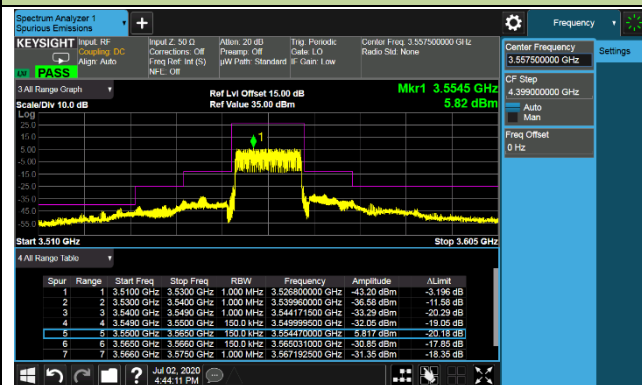 Spectrum Analyzer 1
Spurious Emissions
Frequency
KEYSIGHT
Input: RF
Coupling: DC
Align: Auto
Input Z: 50 Ω
Corrections: Off
Freq Ref: Int (S)
NFE: Off
Atten: 20 dB
Preamp: Off
µW Path: Standard
Trig: Periodic
Gate: LO
IF Gain: Low
Center Freq: 3.557500000 GHz
Radio Std: None
PASS
Center Frequency
3.557500000 GHz
Settings
CF Step
4.399000000 GHz
Auto
Man
Freq Offset
0 Hz
3 All Range Graph
Scale/Div 10.0 dB
Ref Lvl Offset 15.00 dB
Ref Value 35.00 dBm
Mkr1 3.5545 GHz
5.82 dBm
Log
25.0
15.0
5.00
-5.00
-15.0
-25.0
-35.0
-45.0
-55.0
1
Start 3.510 GHz
Stop 3.605 GHz
4 All Range Table
Spur Range Start Freq Stop Freq RBW Frequency Amplitude ΔLimit
1 1 3.5100 GHz 3.5300 GHz 1.000 MHz 3.526800000 GHz -43.20 dBm -3.196 dB
2 2 3.5300 GHz 3.5400 GHz 1.000 MHz 3.539960000 GHz -36.58 dBm -11.58 dB
3 3 3.5400 GHz 3.5490 GHz 1.000 MHz 3.544171500 GHz -33.29 dBm -20.29 dB
4 4 3.5490 GHz 3.5500 GHz 150.0 kHz 3.549999500 GHz -32.05 dBm -19.05 dB
5 5 3.5500 GHz 3.5650 GHz 150.0 kHz 3.554470000 GHz 5.817 dBm -20.18 dB
6 6 3.5650 GHz 3.5660 GHz 150.0 kHz 3.565031000 GHz -30.85 dBm -17.85 dB
7 7 3.5660 GHz 3.5750 GHz 1.000 MHz 3.567192500 GHz -31.35 dBm -18.35 dB
Jul 02, 2020
4:44:11 PM